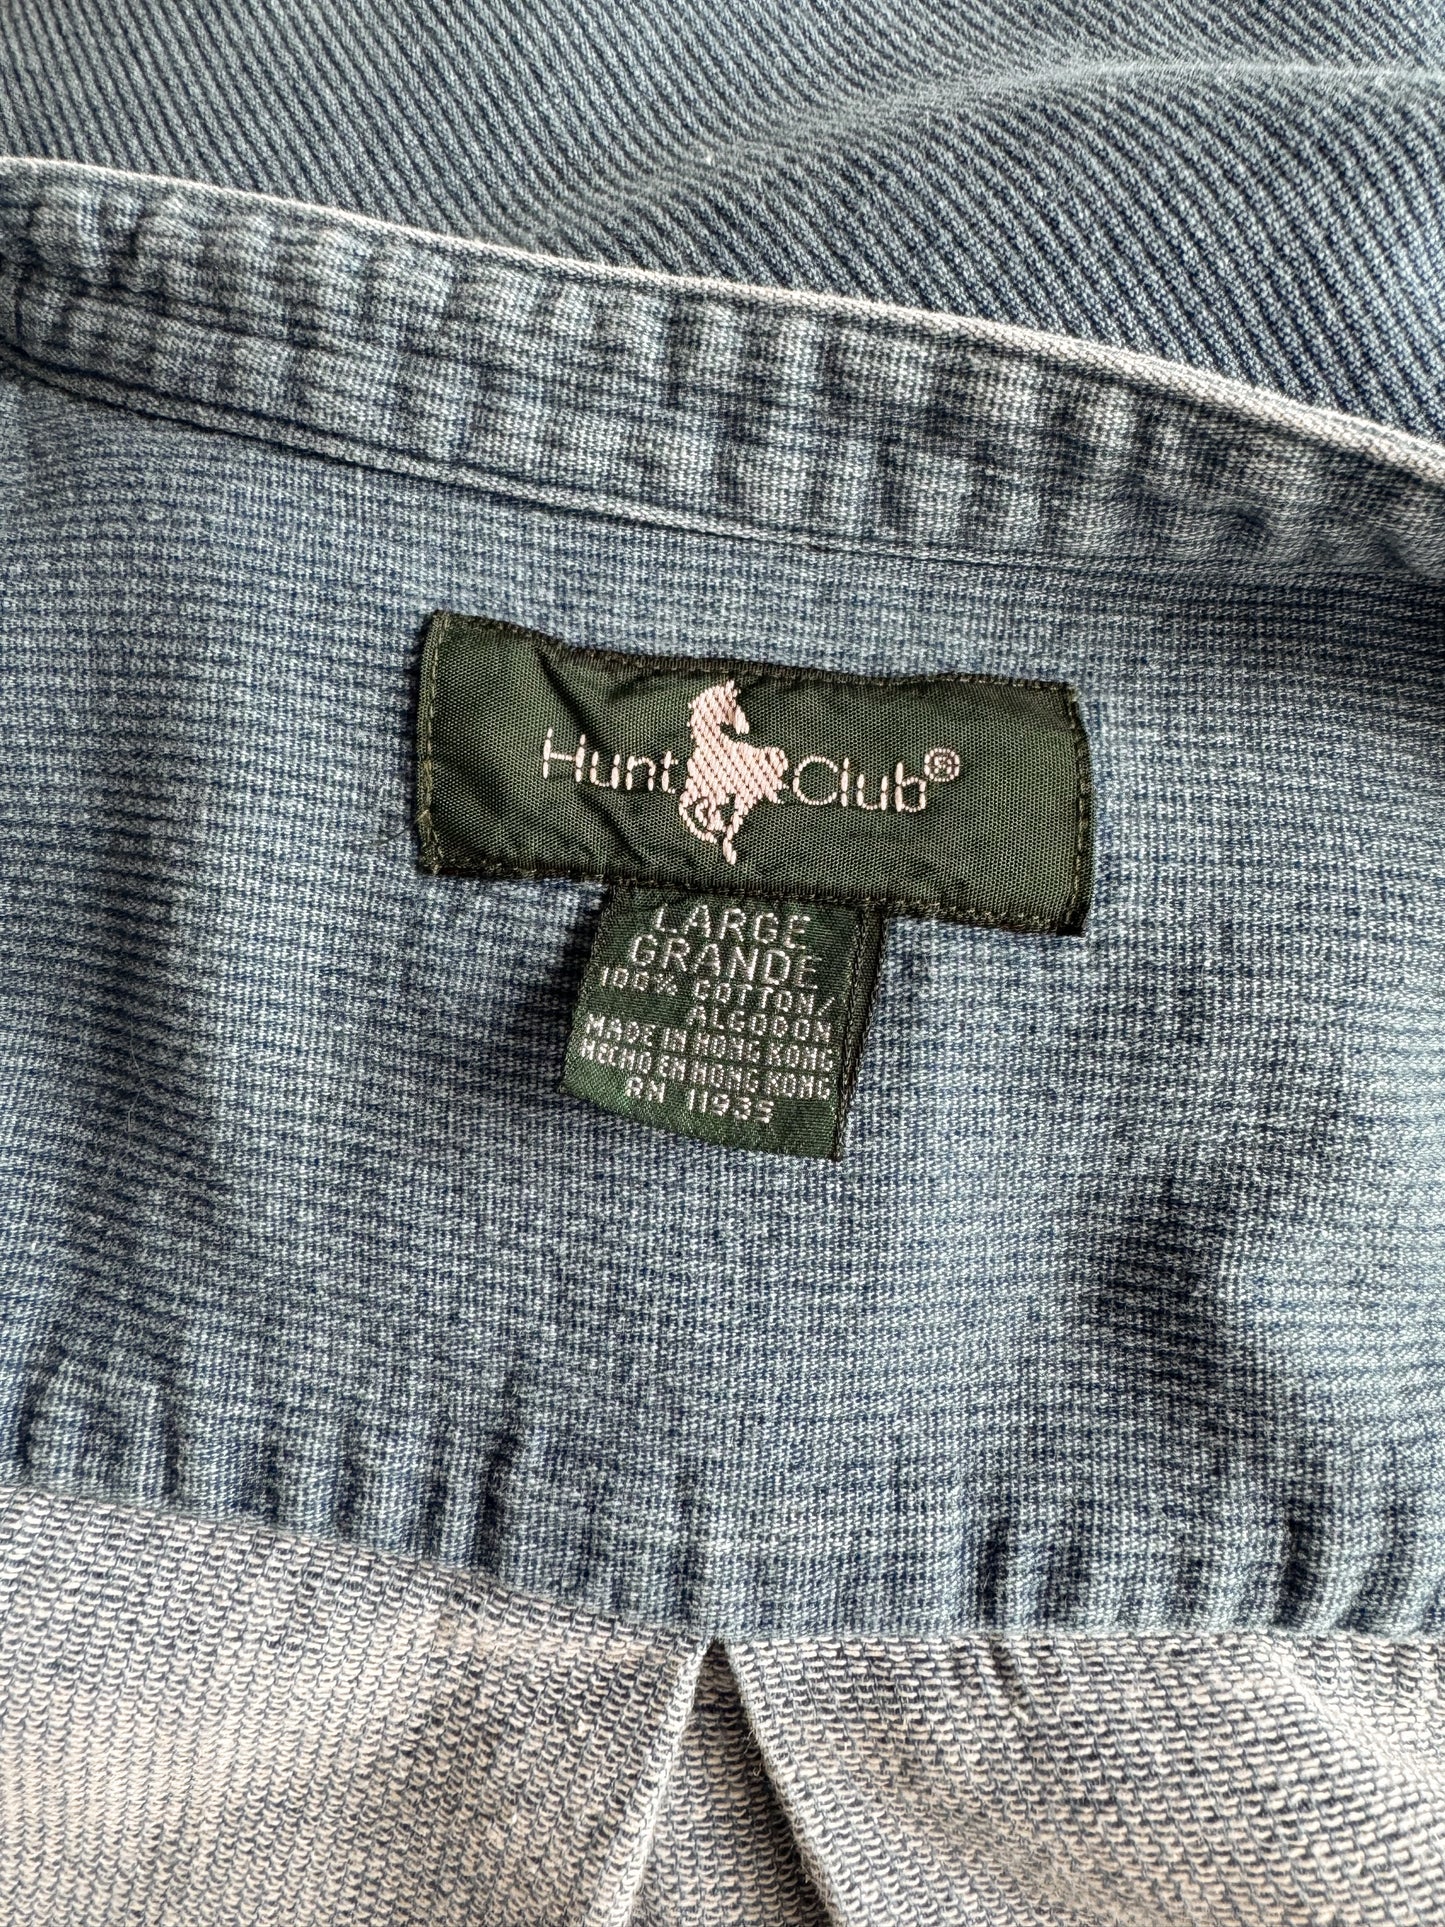 Hunt Club®
LARGE
GRANDE
100% COTTON/
ALGODON
MADE IN HONG KONG
HECHO EN HONG KONG
RN 11935